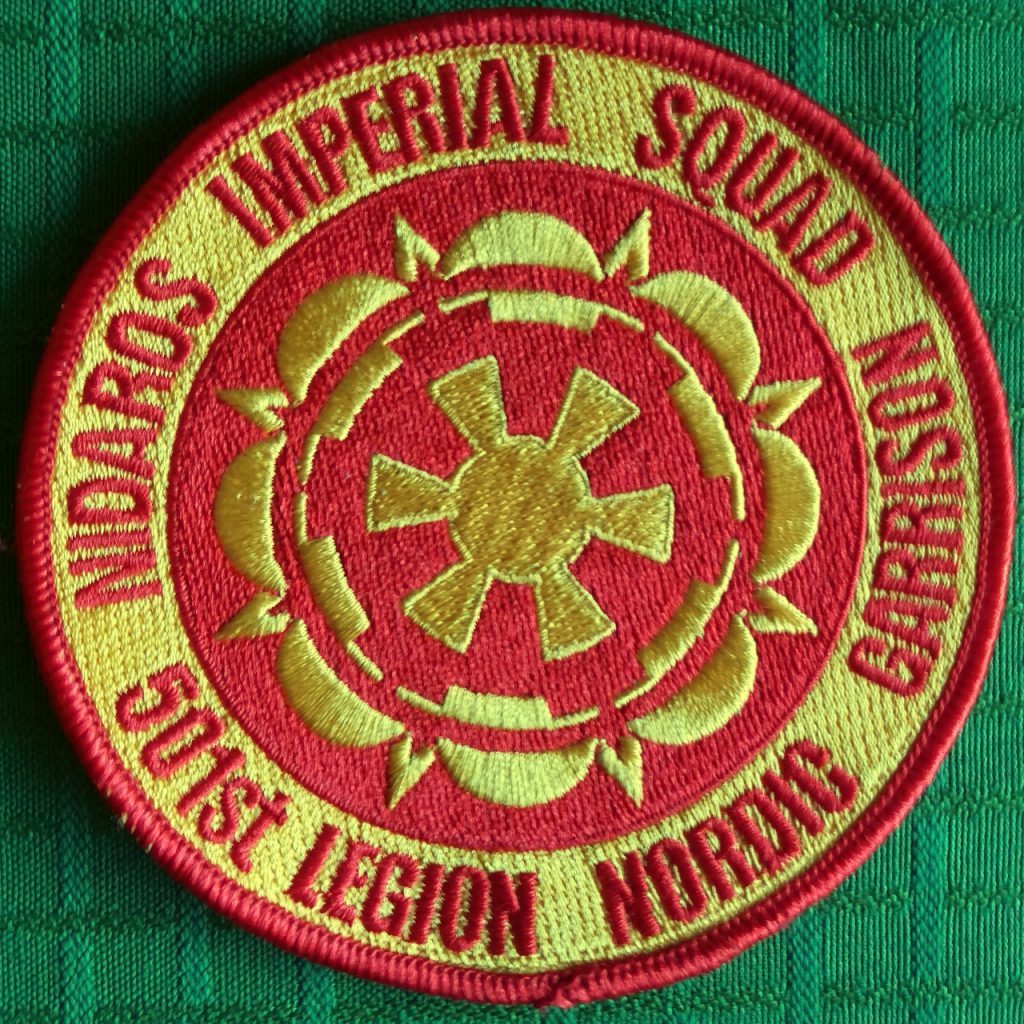 NIDAROS IMPERIAL SQUAD
501st LEGION NORDIC GARRISON